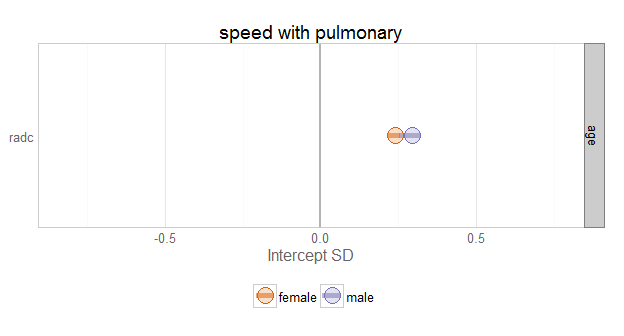 speed with pulmonary
radc
age
-0.5 0.0 0.5
Intercept SD
female male